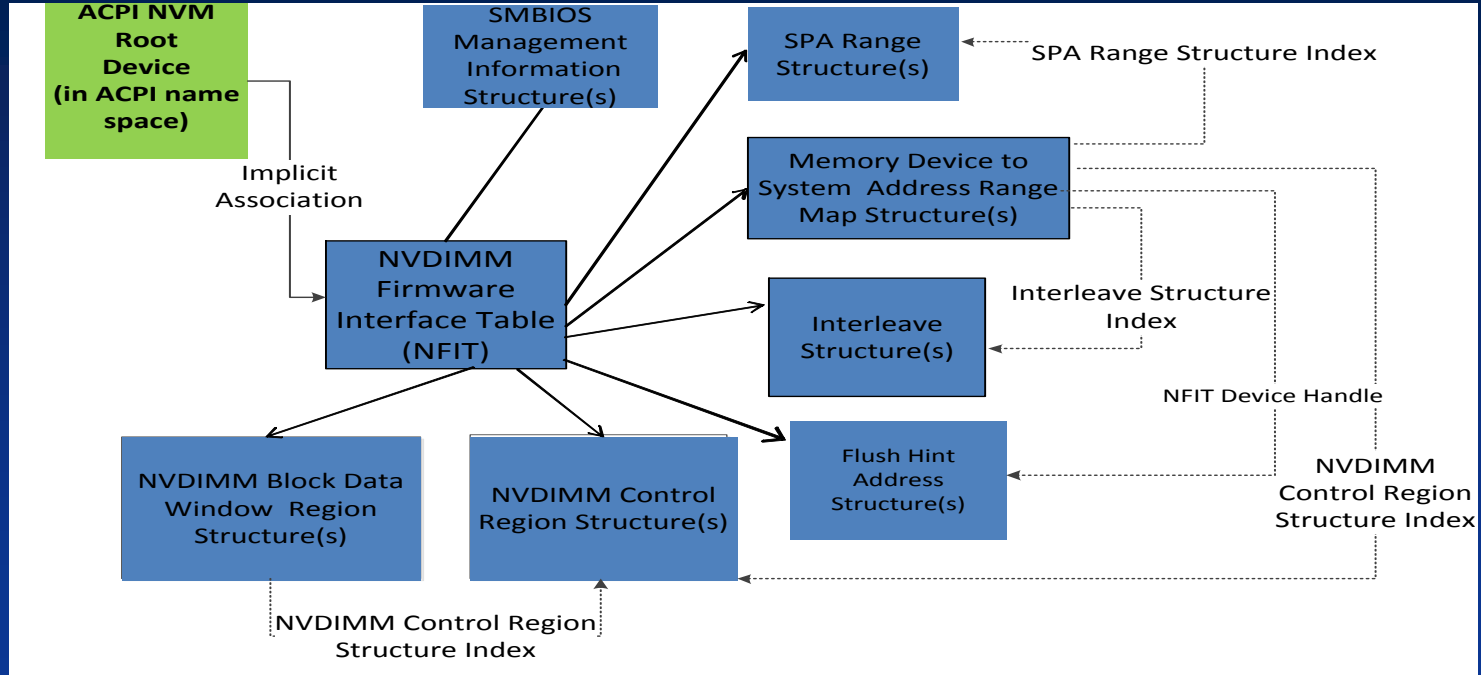 ACPI NVM
Root
Device
(in ACPI name
space)
SMBIOS
Management
Information
Structure(s)
SPA Range
Structure(s)
SPA Range Structure Index
Implicit
Association
Memory Device to
System Address Range
Map Structure(s)
NVDIMM
Firmware
Interface Table
(NFIT)
Interleave Structure
Index
Interleave
Structure(s)
NFIT Device Handle
Flush Hint
Address
Structure(s)
NVDIMM
Control Region
Structure Index
NVDIMM Block Data
Window Region
Structure(s)
NVDIMM Control
Region Structure(s)
NVDIMM Control Region
Structure Index